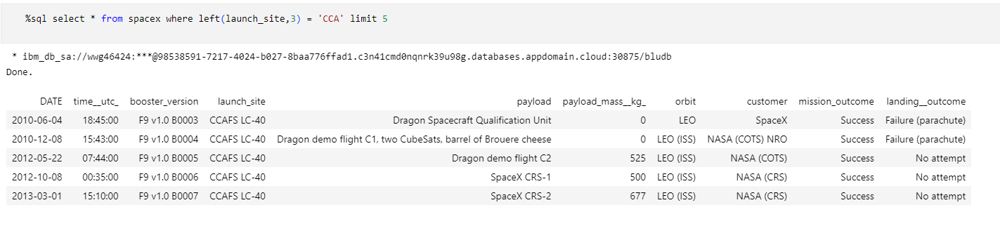 %sql select * from spacex where left(launch_site,3) = 'CCA' limit 5
* ibm_db_sa://wwg46424:***@98538591-7217-4024-b027-8baa776ffad1.c3n41cmd0nqnrk39u98g.databases.appdomain.cloud:30875/bludb
Done.
DATE time__utc_ booster_version launch_site payload payload_mass__kg_ orbit customer mission_outcome landing__outcome
2010-06-04 18:45:00 F9 v1.0 B0003 CCAFS LC-40 Dragon Spacecraft Qualification Unit 0 LEO SpaceX Success Failure (parachute)
2010-12-08 15:43:00 F9 v1.0 B0004 CCAFS LC-40 Dragon demo flight C1, two CubeSats, barrel of Brouere cheese 0 LEO (ISS) NASA (COTS) NRO Success Failure (parachute)
2012-05-22 07:44:00 F9 v1.0 B0005 CCAFS LC-40 Dragon demo flight C2 525 LEO (ISS) NASA (COTS) Success No attempt
2012-10-08 00:35:00 F9 v1.0 B0006 CCAFS LC-40 SpaceX CRS-1 500 LEO (ISS) NASA (CRS) Success No attempt
2013-03-01 15:10:00 F9 v1.0 B0007 CCAFS LC-40 SpaceX CRS-2 677 LEO (ISS) NASA (CRS) Success No attempt